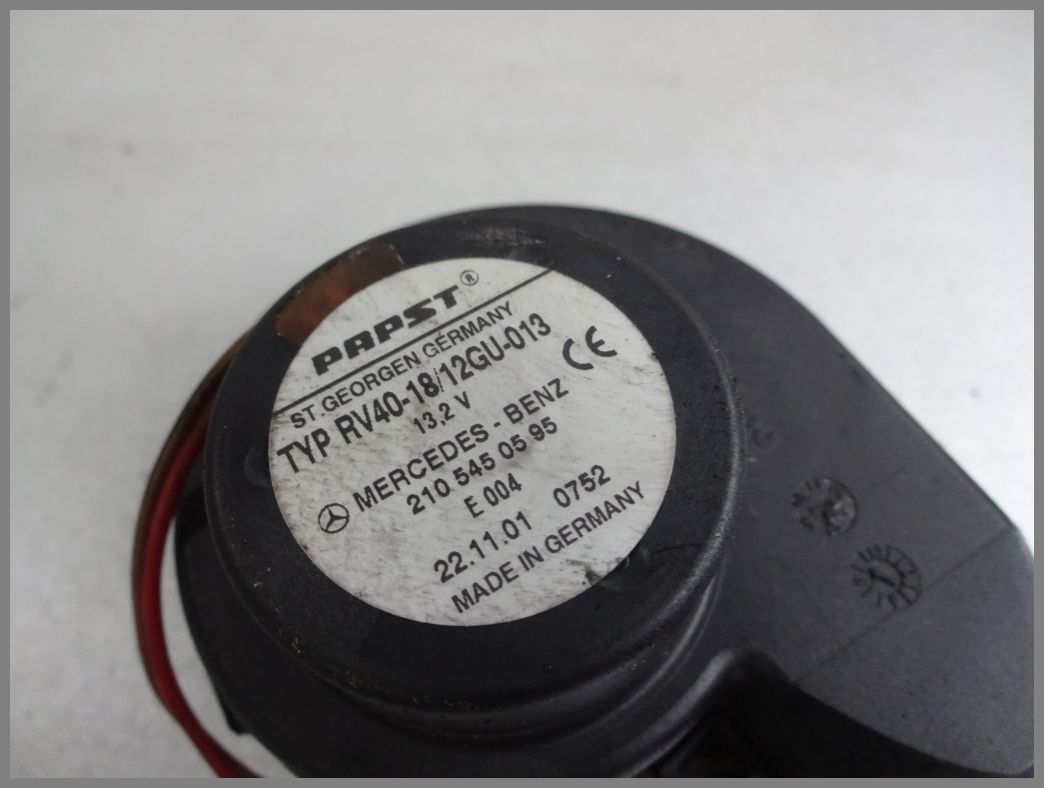 PAPST®
ST. GEORGEN GERMANY
TYP RV40-18/12GU-013
13,2 V
CE
MERCEDES - BENZ
210 545 05 95
E 004
22.11.01 0752
MADE IN GERMANY